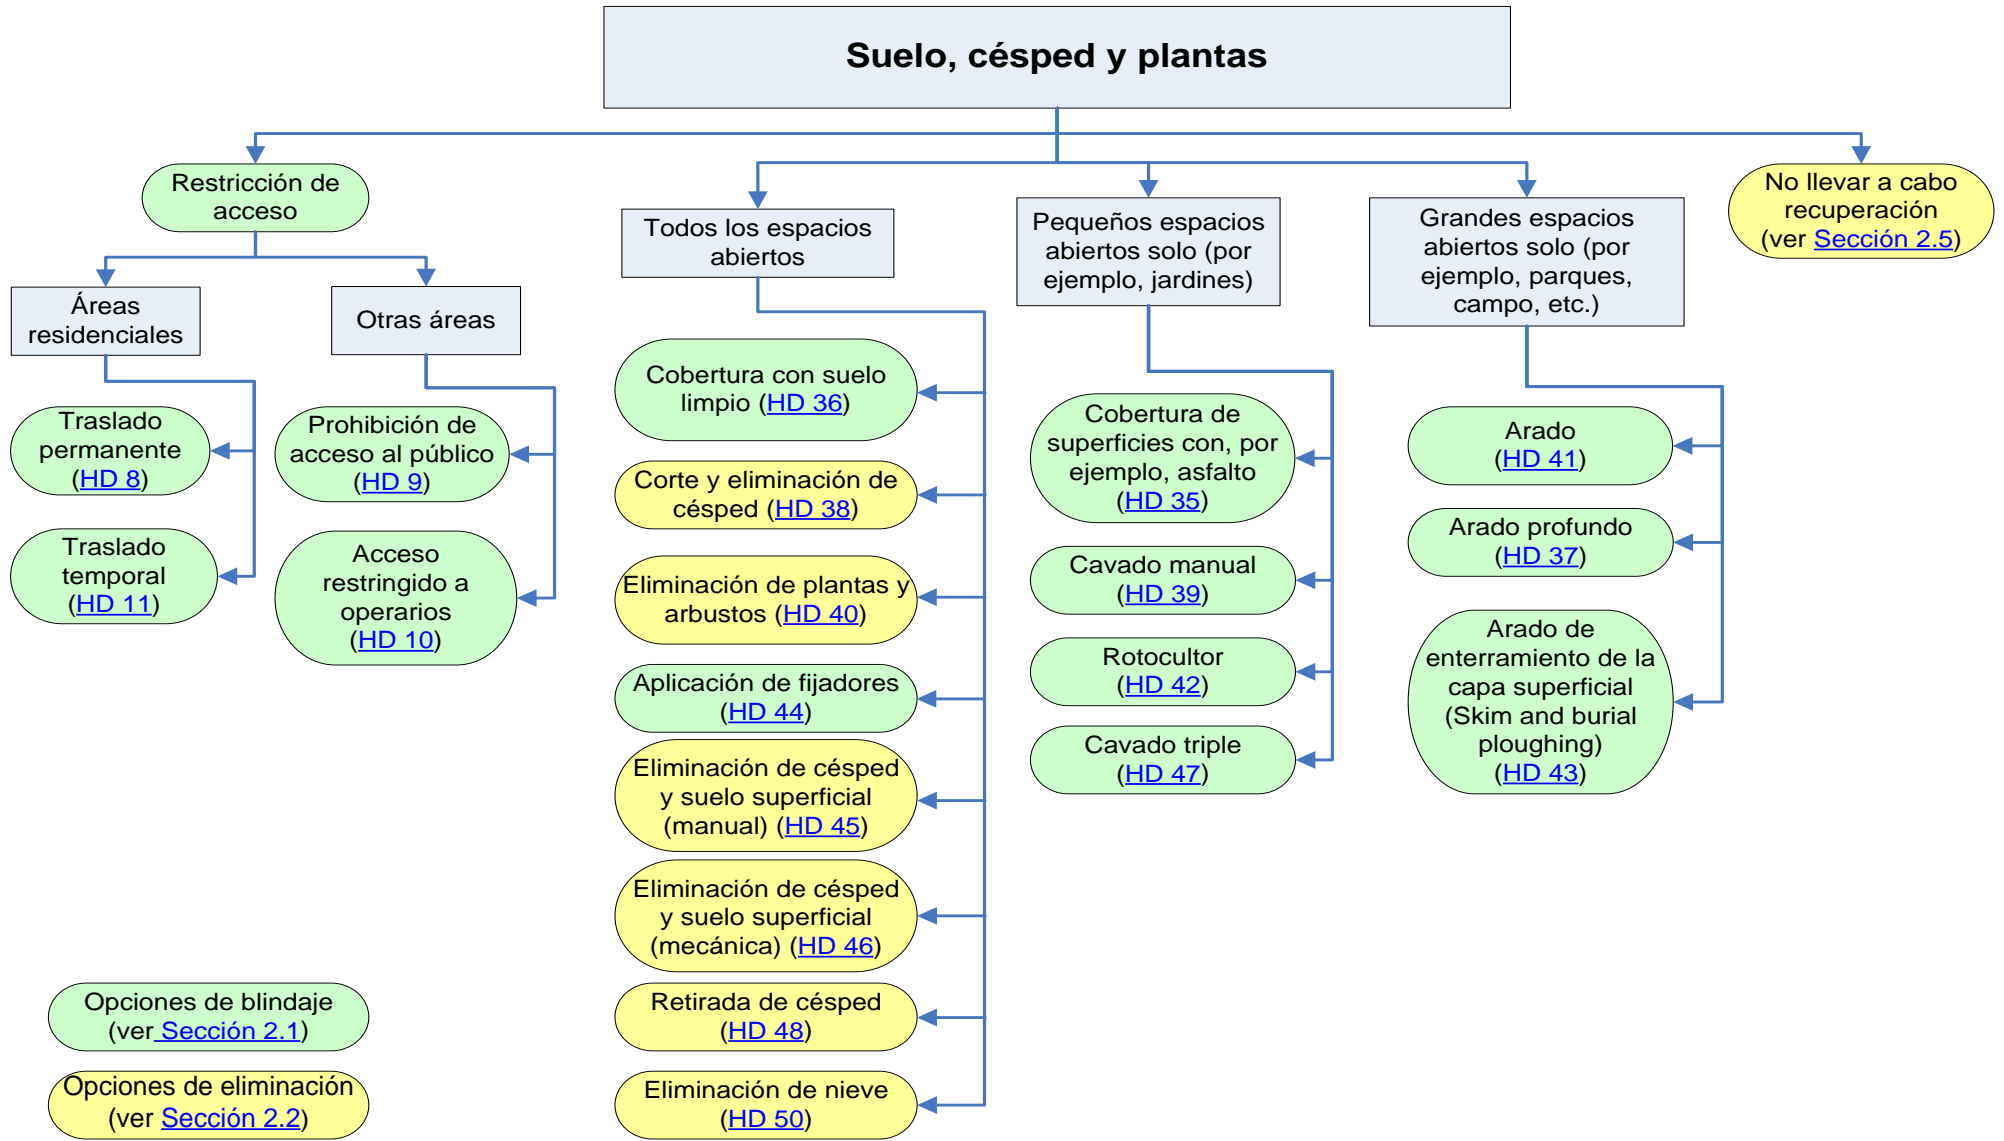 Suelo, césped y plantas
Restricción de
acceso
Áreas
residenciales
Traslado
permanente
(HD 8)
Traslado
temporal
(HD 11)
Otras áreas
Prohibición de
acceso al público
(HD 9)
Acceso
restringido a
operarios
(HD 10)
Todos los espacios
abiertos
Cobertura con suelo
limpio (HD 36)
Corte y eliminación de
césped (HD 38)
Eliminación de plantas y
arbustos (HD 40)
Aplicación de fijadores
(HD 44)
Eliminación de césped
y suelo superficial
(manual) (HD 45)
Eliminación de césped
y suelo superficial
(mecánica) (HD 46)
Retirada de césped
(HD 48)
Eliminación de nieve
(HD 50)
Pequeños espacios
abiertos solo (por
ejemplo, jardines)
Cobertura de
superficies con, por
ejemplo, asfalto
(HD 35)
Cavado manual
(HD 39)
Rotocultor
(HD 42)
Cavado triple
(HD 47)
Grandes espacios
abiertos solo (por
ejemplo, parques,
campo, etc.)
Arado
(HD 41)
Arado profundo
(HD 37)
Arado de
enterramiento de la
capa superficial
(Skim and burial
ploughing)
(HD 43)
No llevar a cabo
recuperación
(ver Sección 2.5)
Opciones de blindaje
(ver Sección 2.1)
Opciones de eliminación
(ver Sección 2.2)